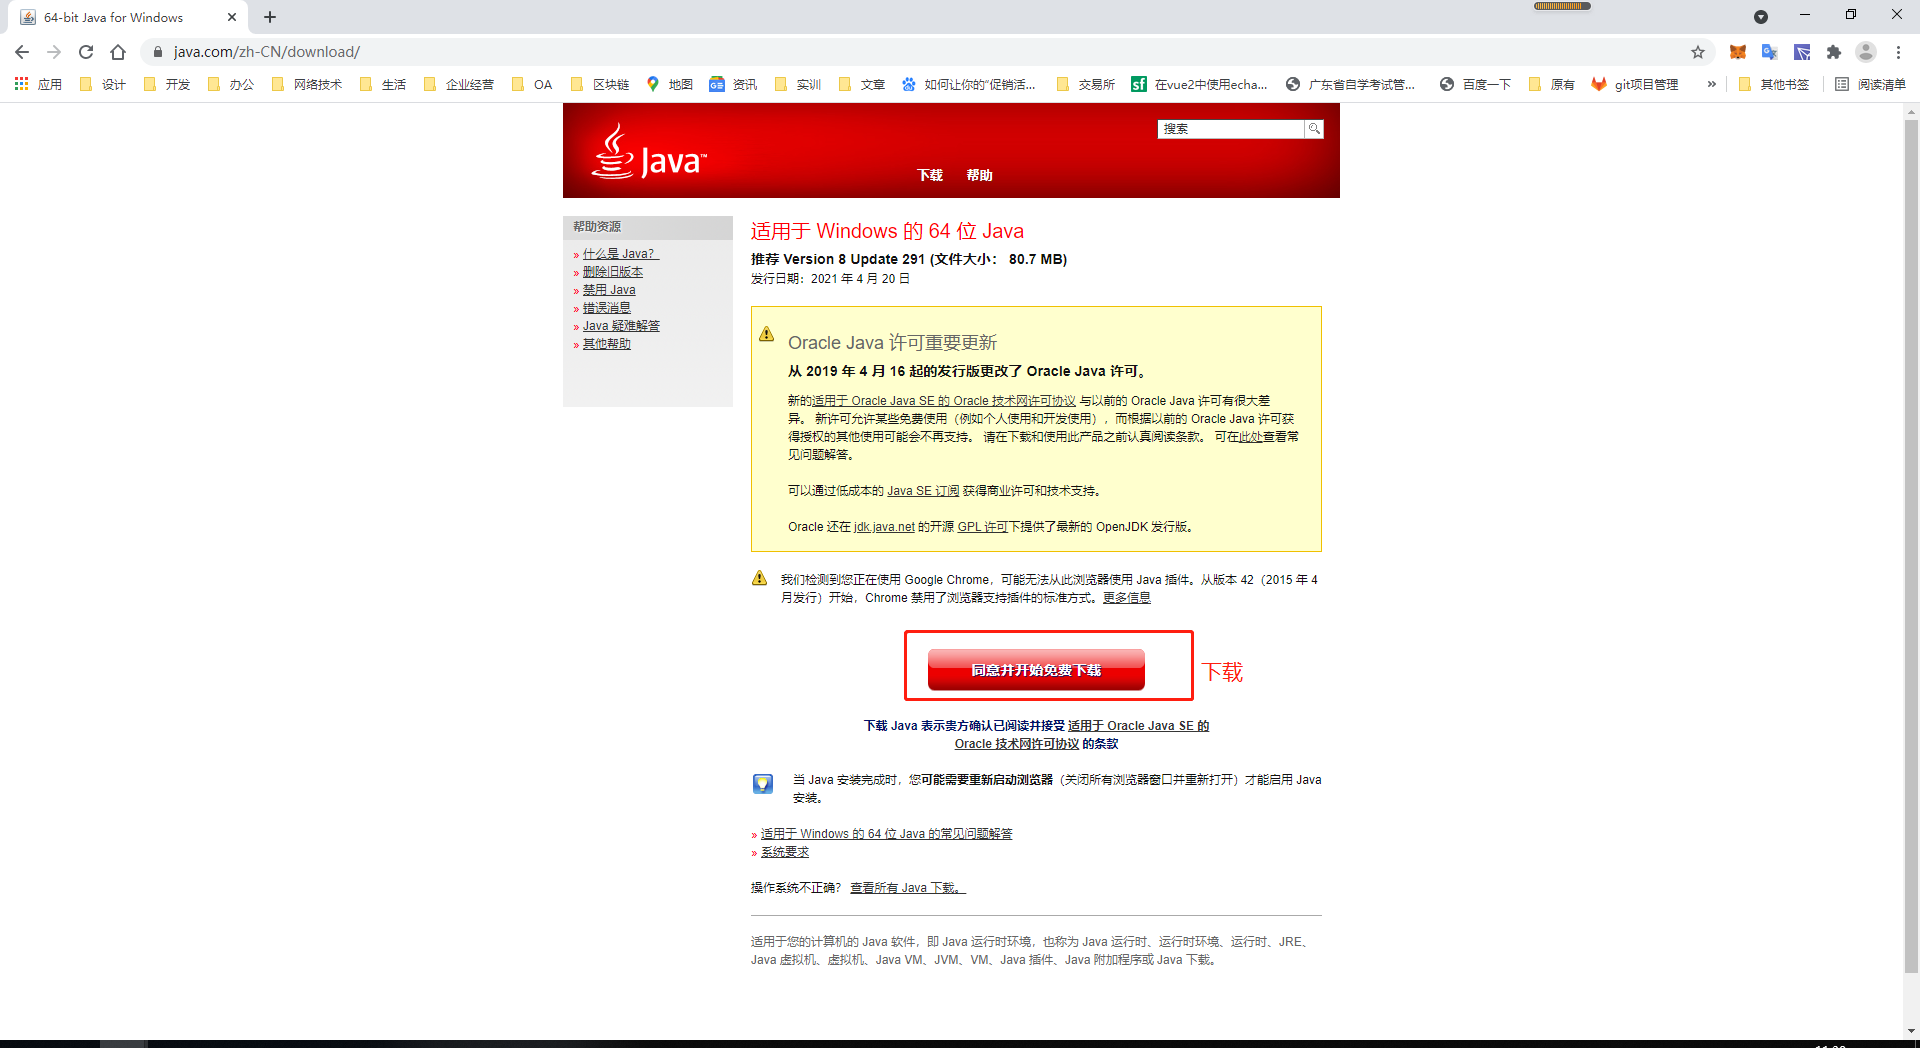 64-bit Java for Windows
java.com/zh-CN/download/
应用 设计 开发 办公 网络技术 生活 企业经营 OA 区块链 地图 资讯 实训 文章 如何让你的“促销活... 交易所 在vue2中使用echa... 广东省自学考试管... 百度一下 原有 git项目管理 » 其他书签 阅读清单
搜索
Java™
下载 帮助
帮助资源
» 什么是 Java?
» 删除旧版本
» 禁用 Java
» 错误消息
» Java 疑难解答
» 其他帮助
适用于 Windows 的 64 位 Java
推荐 Version 8 Update 291 (文件大小： 80.7 MB)
发行日期：2021 年 4 月 20 日
Oracle Java 许可重要更新
从 2019 年 4 月 16 起的发行版更改了 Oracle Java 许可。
新的适用于 Oracle Java SE 的 Oracle 技术网许可协议 与以前的 Oracle Java 许可有很大差
异。 新许可允许某些免费使用（例如个人使用和开发使用），而根据以前的 Oracle Java 许可获
得授权的其他使用可能会不再支持。 请在下载和使用此产品之前认真阅读条款。 可在此处查看常
见问题解答。
可以通过低成本的 Java SE 订阅 获得商业许可和技术支持。
Oracle 还在 jdk.java.net 的开源 GPL 许可下提供了最新的 OpenJDK 发行版。
我们检测到您正在使用 Google Chrome，可能无法从此浏览器使用 Java 插件。从版本 42（2015 年 4
月发行）开始，Chrome 禁用了浏览器支持插件的标准方式。更多信息
同意并开始免费下载
下载
下载 Java 表示贵方确认已阅读并接受 适用于 Oracle Java SE 的
Oracle 技术网许可协议 的条款
当 Java 安装完成时，您可能需要重新启动浏览器（关闭所有浏览器窗口并重新打开）才能启用 Java
安装。
» 适用于 Windows 的 64 位 Java 的常见问题解答
» 系统要求
操作系统不正确？ 查看所有 Java 下载。
适用于您的计算机的 Java 软件，即 Java 运行时环境，也称为 Java 运行时、运行时环境、运行时、JRE、
Java 虚拟机、虚拟机、Java VM、JVM、VM、Java 插件、Java 附加程序或 Java 下载。